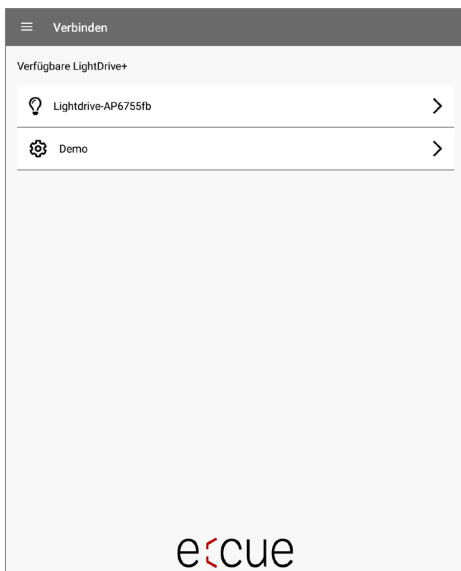 Verbinden
Verfügbare LightDrive+
Lightdrive-AP6755fb
Demo
e:cue